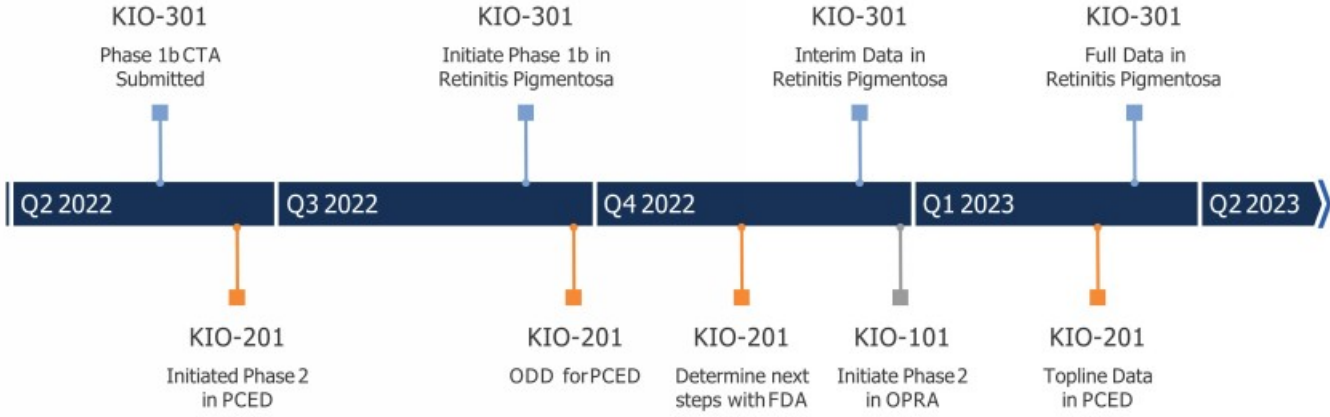 KIO-301
Phase 1b CTA
Submitted
KIO-301
Initiate Phase 1b in
Retinitis Pigmentosa
KIO-301
Interim Data in
Retinitis Pigmentosa
KIO-301
Full Data in
Retinitis Pigmentosa
Q2 2022
Q3 2022
Q4 2022
Q1 2023
Q2 2023
KIO-201
Initiated Phase 2
in PCED
KIO-201
ODD for PCED
KIO-201
Determine next
steps with FDA
KIO-101
Initiate Phase 2
in OPRA
KIO-201
Topline Data
in PCED